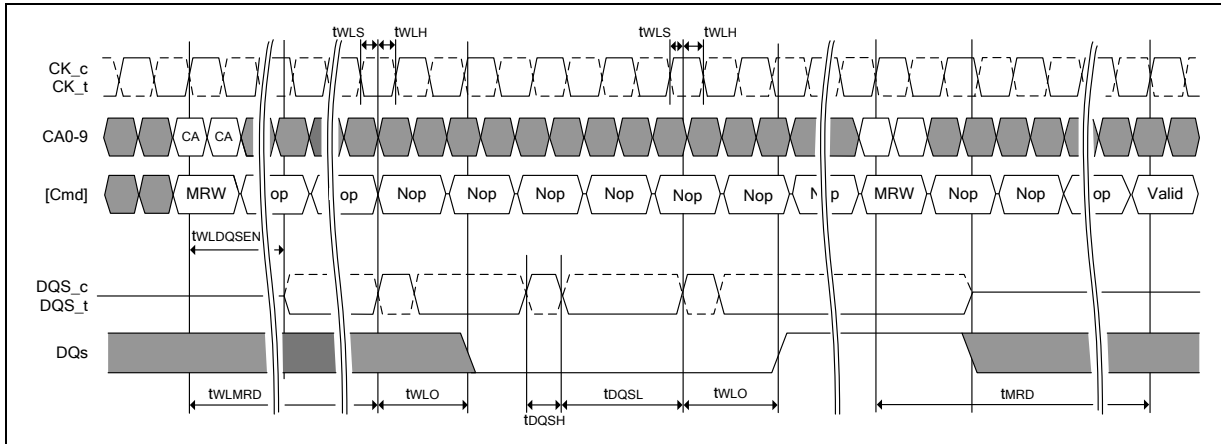 tWLS tWLH tWLS tWLH
CK_c
CK_t
CA0-9 CA CA
[Cmd] MRW op op Nop Nop Nop Nop Nop Nop N p MRW Nop Nop op Valid
tWLDQSEN
DQS_c
DQS_t
DQs
tWLMRD tWLO tDQSL tWLO tMRD
tDQSH